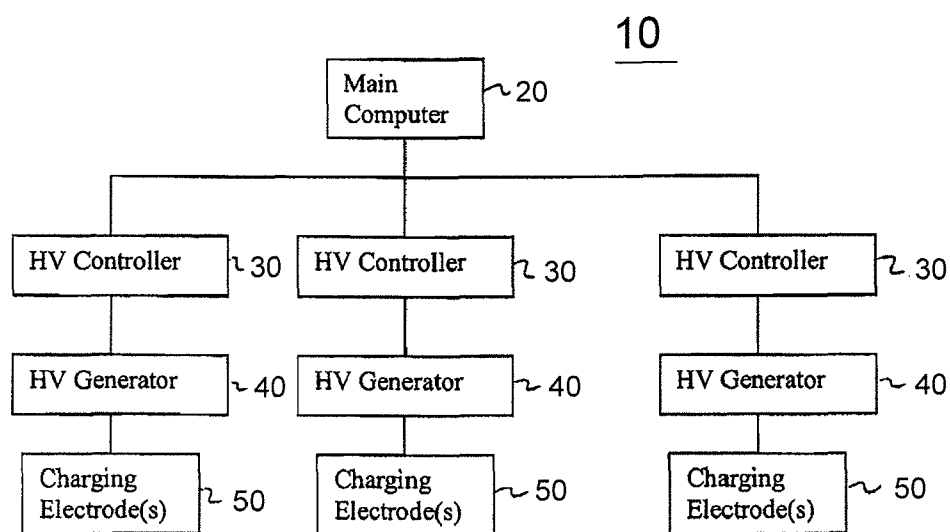 10
Main
Computer
20
HV Controller
30
HV Controller
30
HV Controller
30
HV Generator
40
HV Generator
40
HV Generator
40
Charging
Electrode(s)
50
Charging
Electrode(s)
50
Charging
Electrode(s)
50